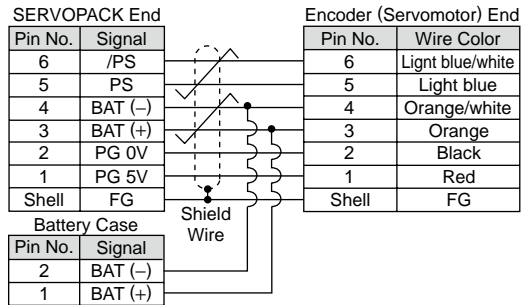 SERVOPACK End
Encoder (Servomotor) End
Pin No. Signal
Pin No. Wire Color
6 /PS
6 Lignt blue/white
5 PS
5 Light blue
4 BAT (−)
4 Orange/white
3 BAT (+)
3 Orange
2 PG 0V
2 Black
1 PG 5V
1 Red
Shell FG
Shell FG
Shield
Wire
Battery Case
Pin No. Signal
2 BAT (−)
1 BAT (+)